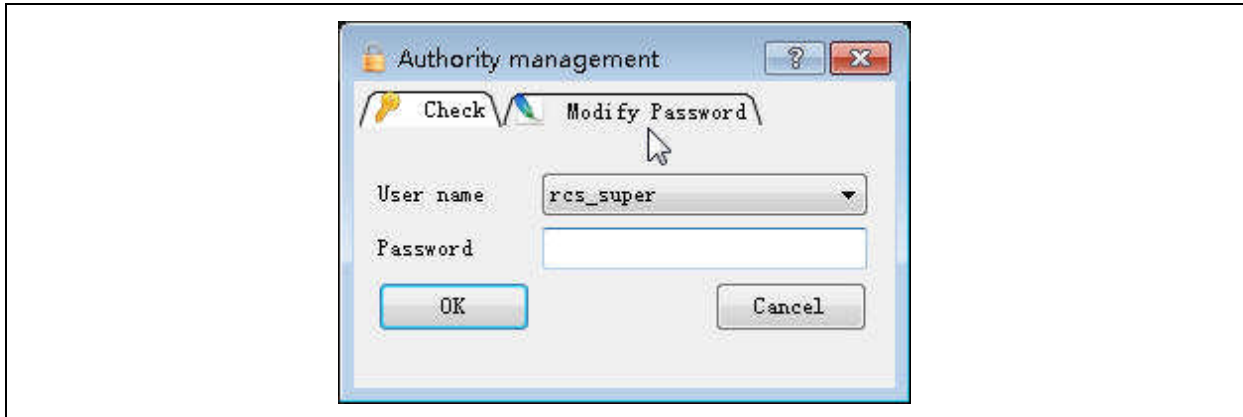 Authority management
Check Modify Password
User name rcs_super
Password
OK Cancel